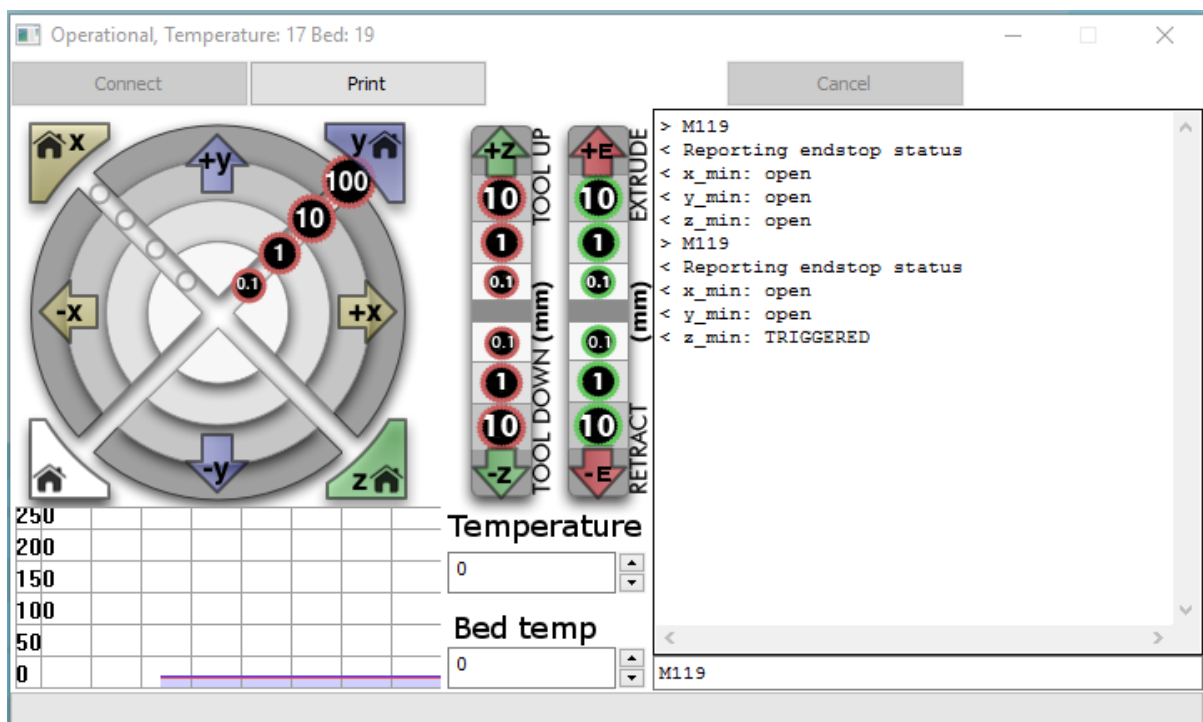 Operational, Temperature: 17 Bed: 19
Connect
Print
Cancel
x
+y
y
100
10
1
0.1
-x
+x
-y
z
+Z
10
1
0.1
0.1
1
10
-Z
TOOL UP
(mm)
TOOL DOWN
+E
10
1
0.1
0.1
1
10
-E
EXTRUDE
(mm)
RETRACT
250
200
150
100
50
0
Temperature
0
Bed temp
0
> M119
< Reporting endstop status
< x_min: open
< y_min: open
< z_min: open
> M119
< Reporting endstop status
< x_min: open
< y_min: open
< z_min: TRIGGERED
M119